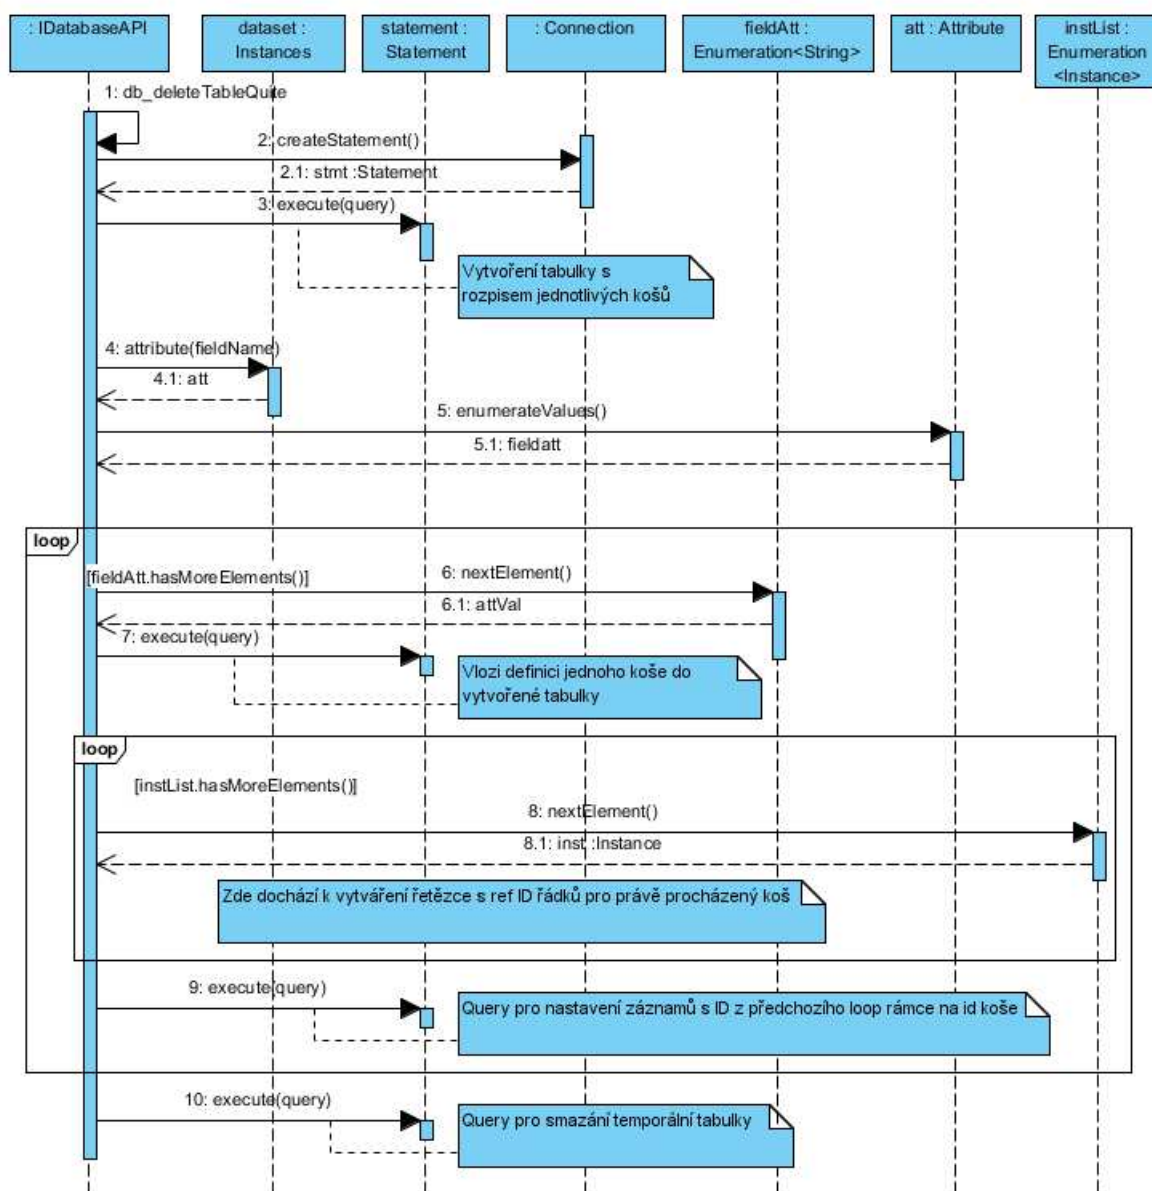 : IDatabaseAPI
dataset :
Instances
statement :
Statement
: Connection
fieldAtt :
Enumeration<String>
att : Attribute
instList :
Enumeration
<Instance>
1: db_deleteTableQuite
2: createStatement()
2.1: stmt :Statement
3: execute(query)
Vytvoření tabulky s
rozpisem jednotlivých košů
4: attribute(fieldName)
4.1: att
5: enumerateValues()
5.1: fieldatt
loop
[fieldAtt.hasMoreElements()]
6: nextElement()
6.1: attVal
7: execute(query)
Vlozi definici jednoho koše do
vytvořené tabulky
loop
[instList.hasMoreElements()]
8: nextElement()
8.1: inst :Instance
Zde dochází k vytváření řetězce s ref ID řádků pro právě procházený koš
9: execute(query)
Query pro nastavení záznamů s ID z předchozího loop rámce na id koše
10: execute(query)
Query pro smazání temporální tabulky